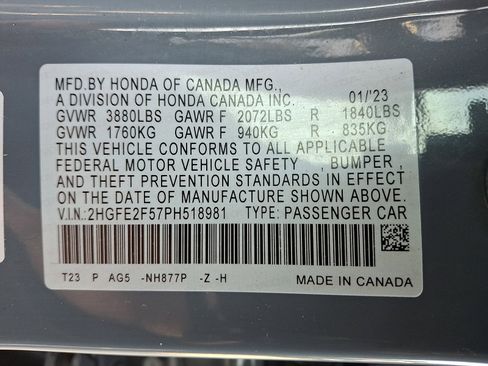 MFD.BY HONDA OF CANADA MFG.,
A DIVISION OF HONDA CANADA INC. 01/'23
GVWR 3880LBS GAWR F 2072LBS R 1840LBS
GVWR 1760KG GAWR F 940KG R 835KG
THIS VEHICLE CONFORMS TO ALL APPLICABLE
FEDERAL MOTOR VEHICLE SAFETY , BUMPER ,
AND THEFT PREVENTION STANDARDS IN EFFECT
ON THE DATE OF MANUFACTURE SHOWN ABOVE.
V.I.N.:2HGFE2F57PH518981 TYPE: PASSENGER CAR
T23 P AG5 -NH877P -Z -H MADE IN CANADA